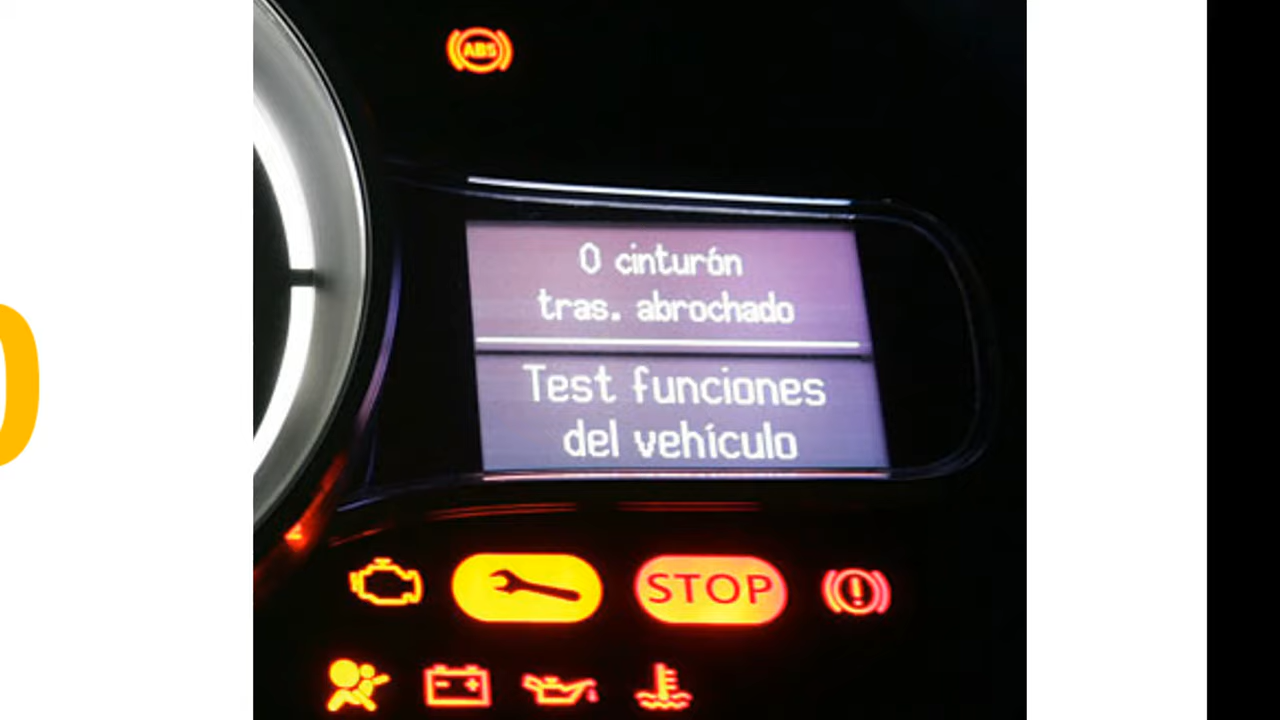 ABS
0 cinturón
tras. abrochado
Test funciones
del vehículo
STOP